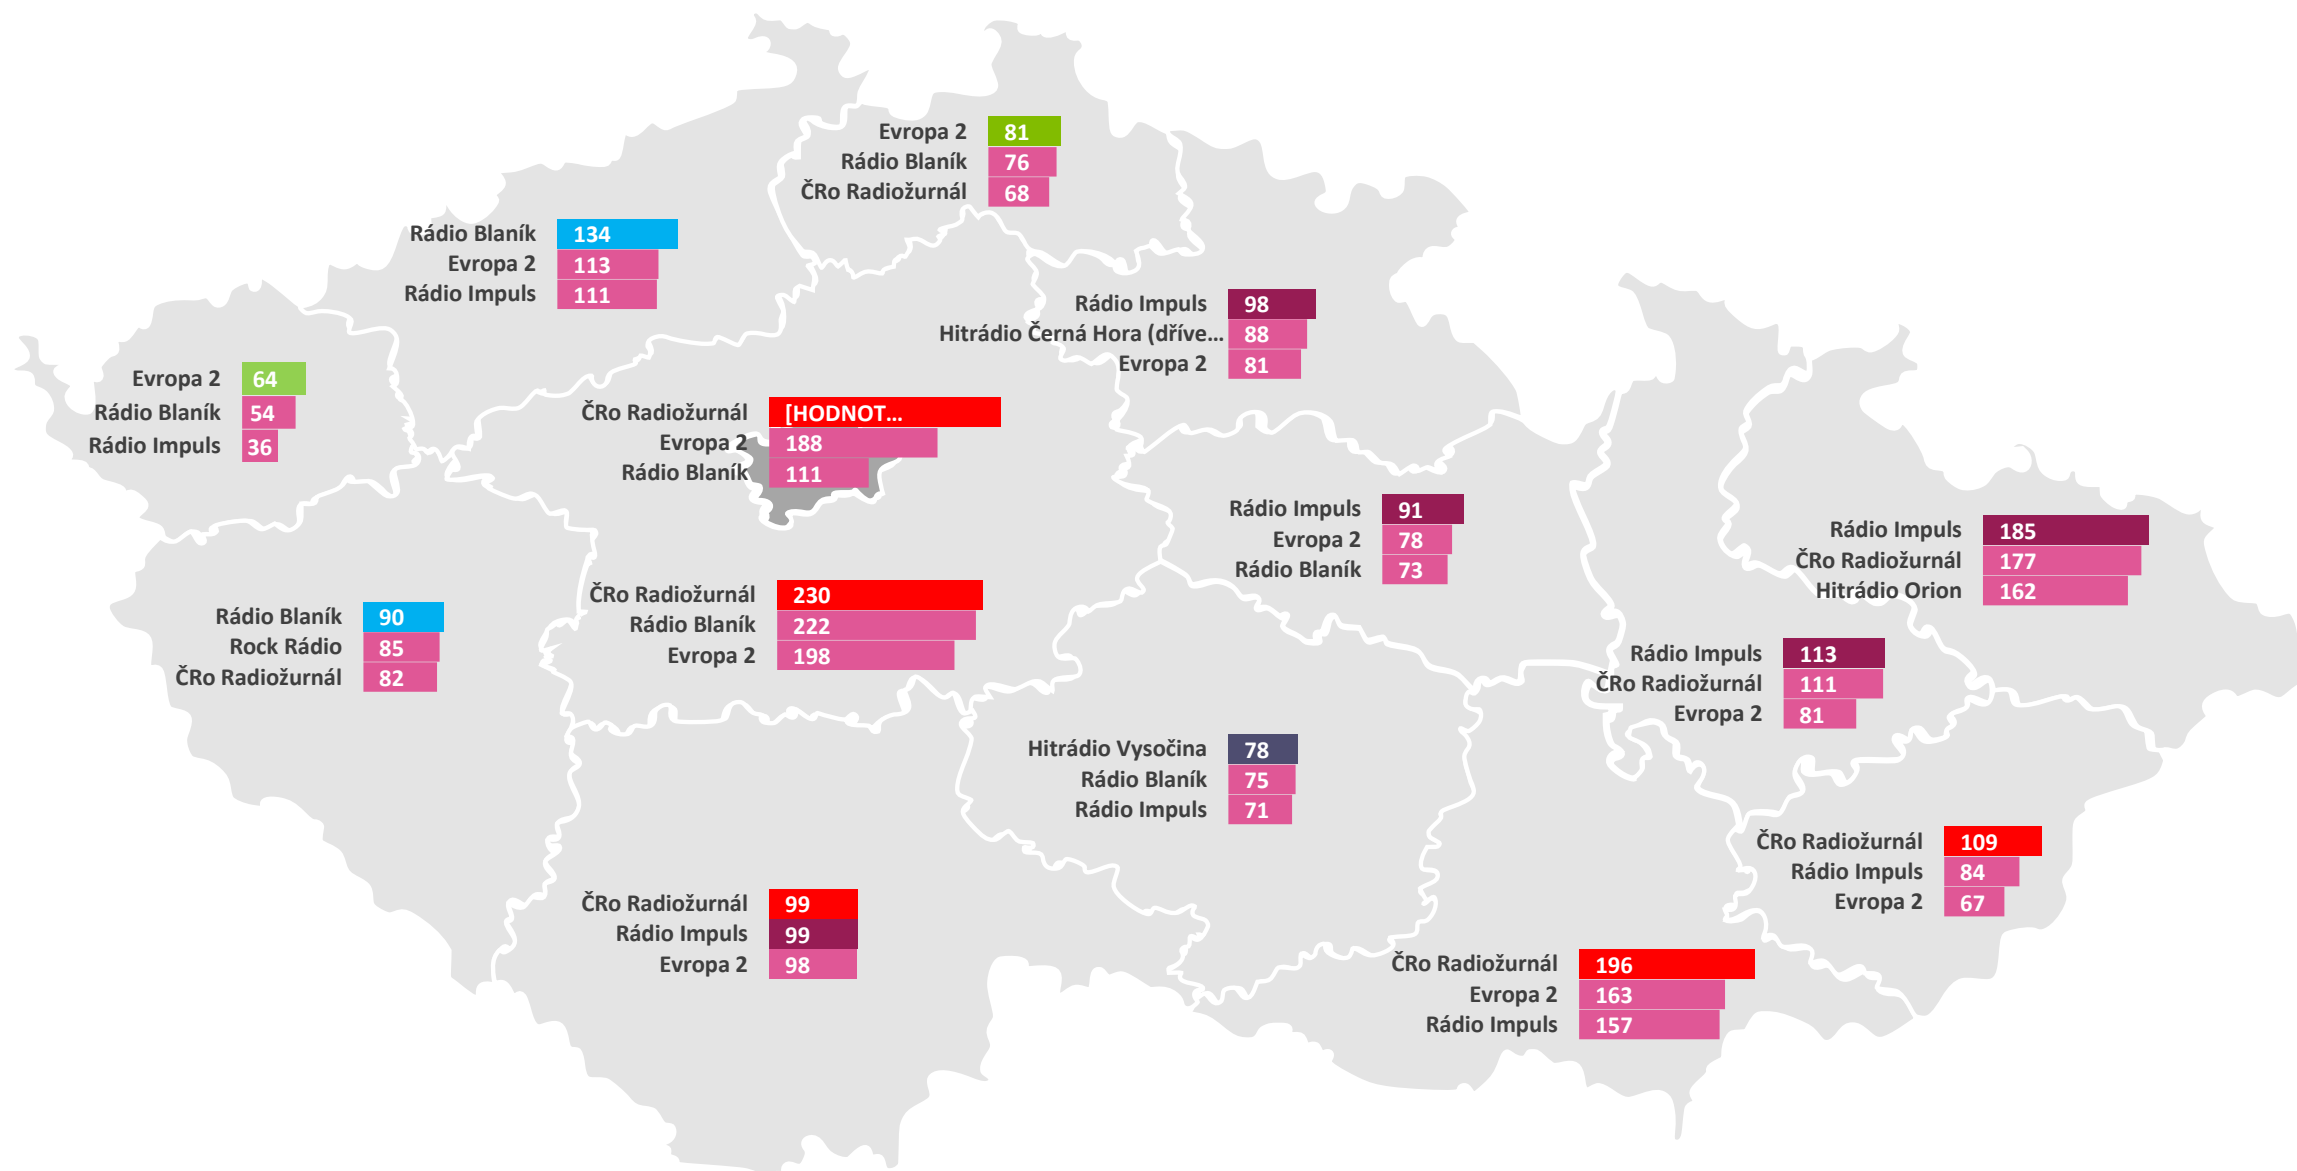 Evropa 2 81
Rádio Blaník 76
ČRo Radiožurnál 68
Rádio Blaník 134
Evropa 2 113
Rádio Impuls 111
Rádio Impuls 98
Hitrádio Černá Hora (dříve... 88
Evropa 2 81
Evropa 2 64
Rádio Blaník 54
Rádio Impuls 36
ČRo Radiožurnál [HODNOT...
Evropa 2 188
Rádio Blaník 111
Rádio Impuls 91
Evropa 2 78
Rádio Blaník 73
Rádio Impuls 185
ČRo Radiožurnál 177
Hitrádio Orion 162
ČRo Radiožurnál 230
Rádio Blaník 222
Evropa 2 198
Rádio Blaník 90
Rock Rádio 85
ČRo Radiožurnál 82
Rádio Impuls 113
ČRo Radiožurnál 111
Evropa 2 81
Hitrádio Vysočina 78
Rádio Blaník 75
Rádio Impuls 71
ČRo Radiožurnál 109
Rádio Impuls 84
Evropa 2 67
ČRo Radiožurnál 99
Rádio Impuls 99
Evropa 2 98
ČRo Radiožurnál 196
Evropa 2 163
Rádio Impuls 157